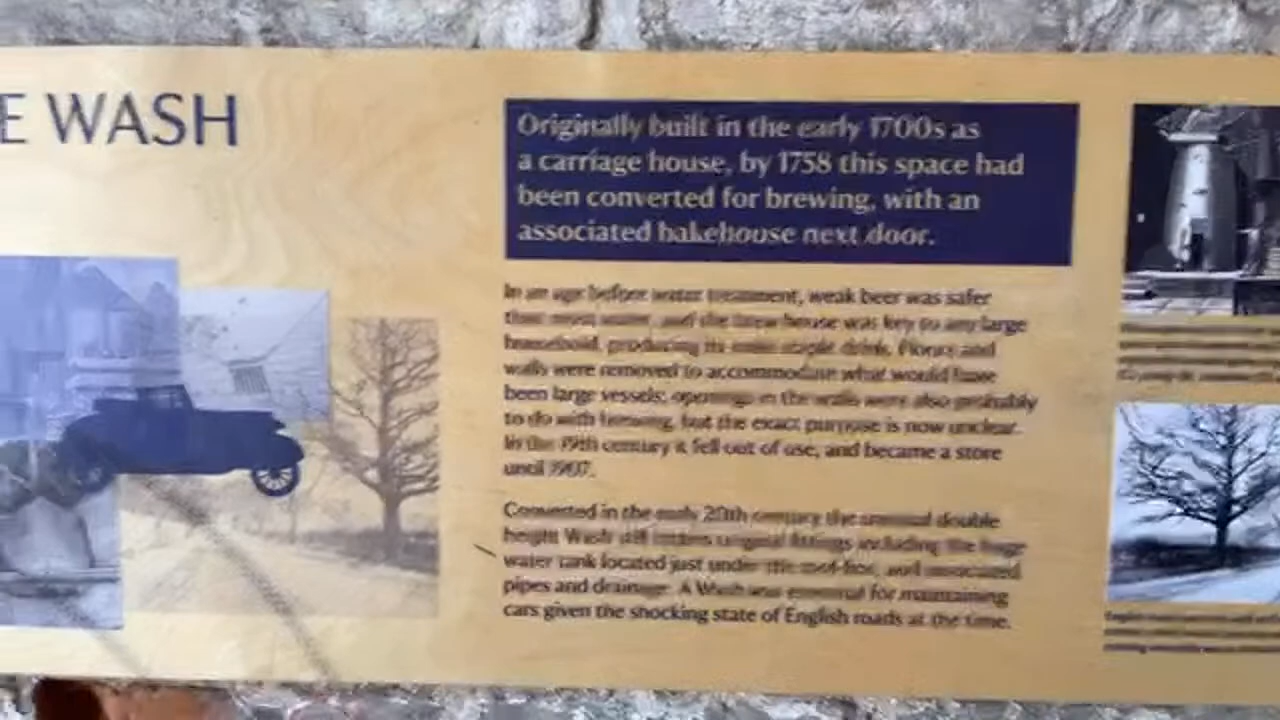 E WASH
Originally built in the early 1700s as
a carriage house, by 1758 this space had
been converted for brewing, with an
associated bakehouse next door.
In an age before water treatment, weak beer was safer
than most water, and the brew house was key to any large
household, producing its main staple drink. Floors and
walls were removed to accommodate what would have
been large vessels; openings in the walls were also probably
to do with brewing, but the exact purpose is now unclear.
In the 19th century it fell out of use, and became a store
until 1907.
Converted in the early 20th century the unusual double
height Wash still retains original fittings including the huge
water tank located just under the roof-line, and associated
pipes and drainage. A Wash was essential for maintaining
cars given the shocking state of English roads at the time.